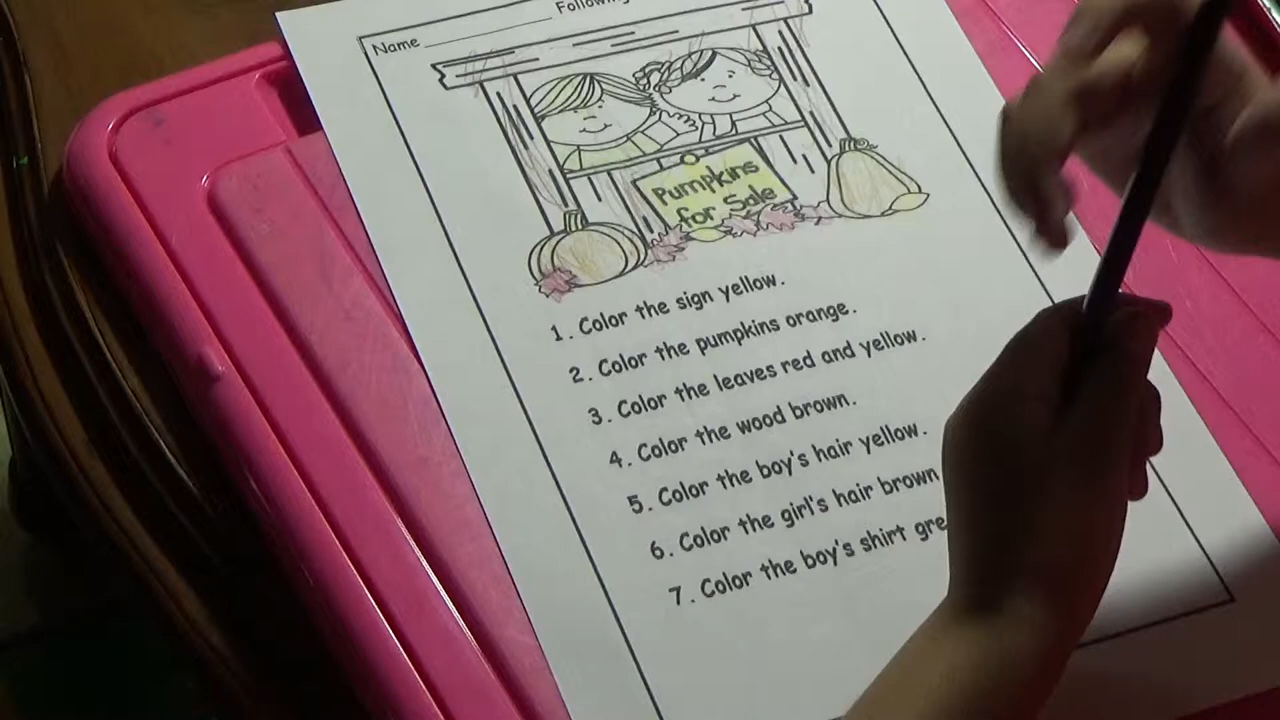 Following
Name
Pumpkins
for Sale
1. Color the sign yellow.
2. Color the pumpkins orange.
3. Color the leaves red and yellow.
4. Color the wood brown.
5. Color the boy's hair yellow.
6. Color the girl's hair brown
7. Color the boy's shirt gre